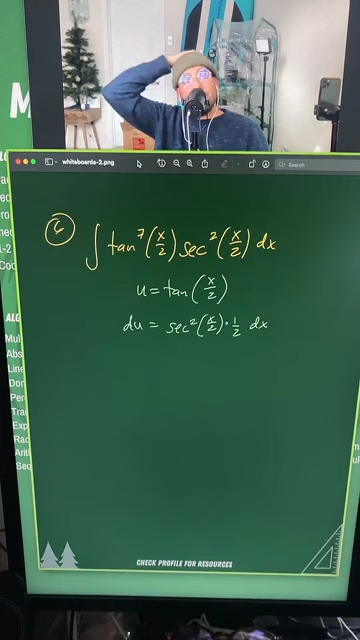 M
whiteboards-2.png
Search
6 ∫ tan⁷(x/2) sec²(x/2) dx
u = tan(x/2)
du = sec²(x/2) · 1/2 dx
CHECK PROFILE FOR RESOURCES